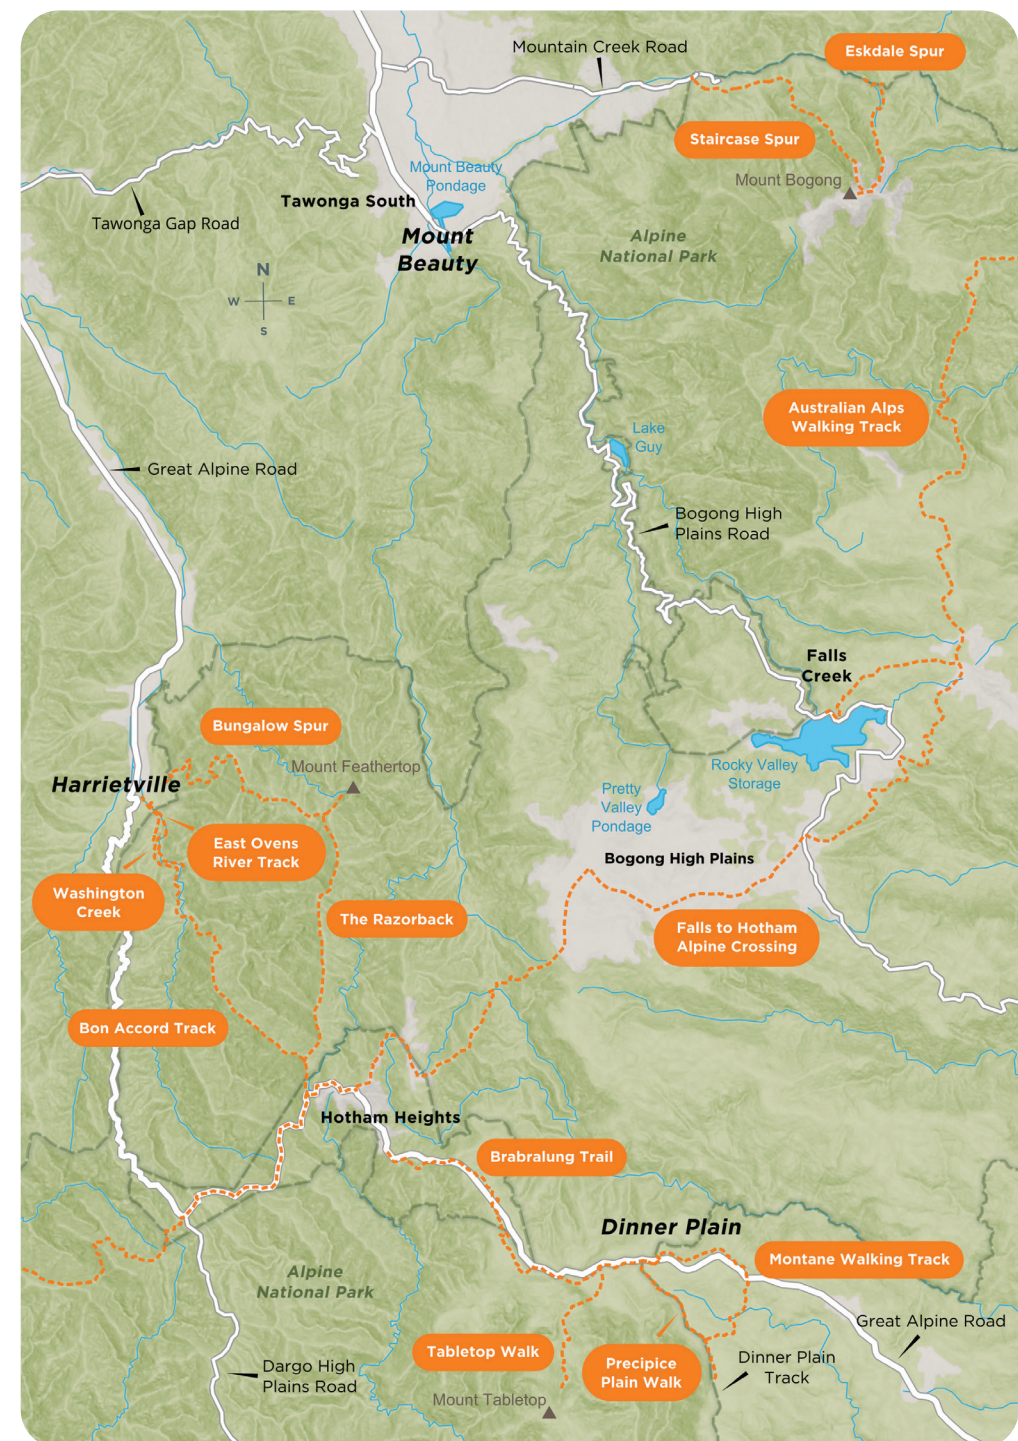 Mountain Creek Road
Eskdale Spur
Staircase Spur
Mount Beauty
Pondage
Mount Bogong
Tawonga South
Tawonga Gap Road
Mount
Beauty
Alpine
National Park
N
W
E
S
Australian Alps
Walking Track
Lake
Guy
Great Alpine Road
Bogong High
Plains Road
Falls
Creek
Bungalow Spur
Mount Feathertop
Rocky Valley
Storage
Harrietville
Pretty
Valley
Pondage
East Ovens
River Track
Bogong High Plains
Washington
Creek
The Razorback
Falls to Hotham
Alpine Crossing
Bon Accord Track
Hotham Heights
Brabralung Trail
Dinner Plain
Montane Walking Track
Alpine
National Park
Great Alpine Road
Tabletop Walk
Precipice
Plain Walk
Dinner Plain
Track
Dargo High
Plains Road
Mount Tabletop